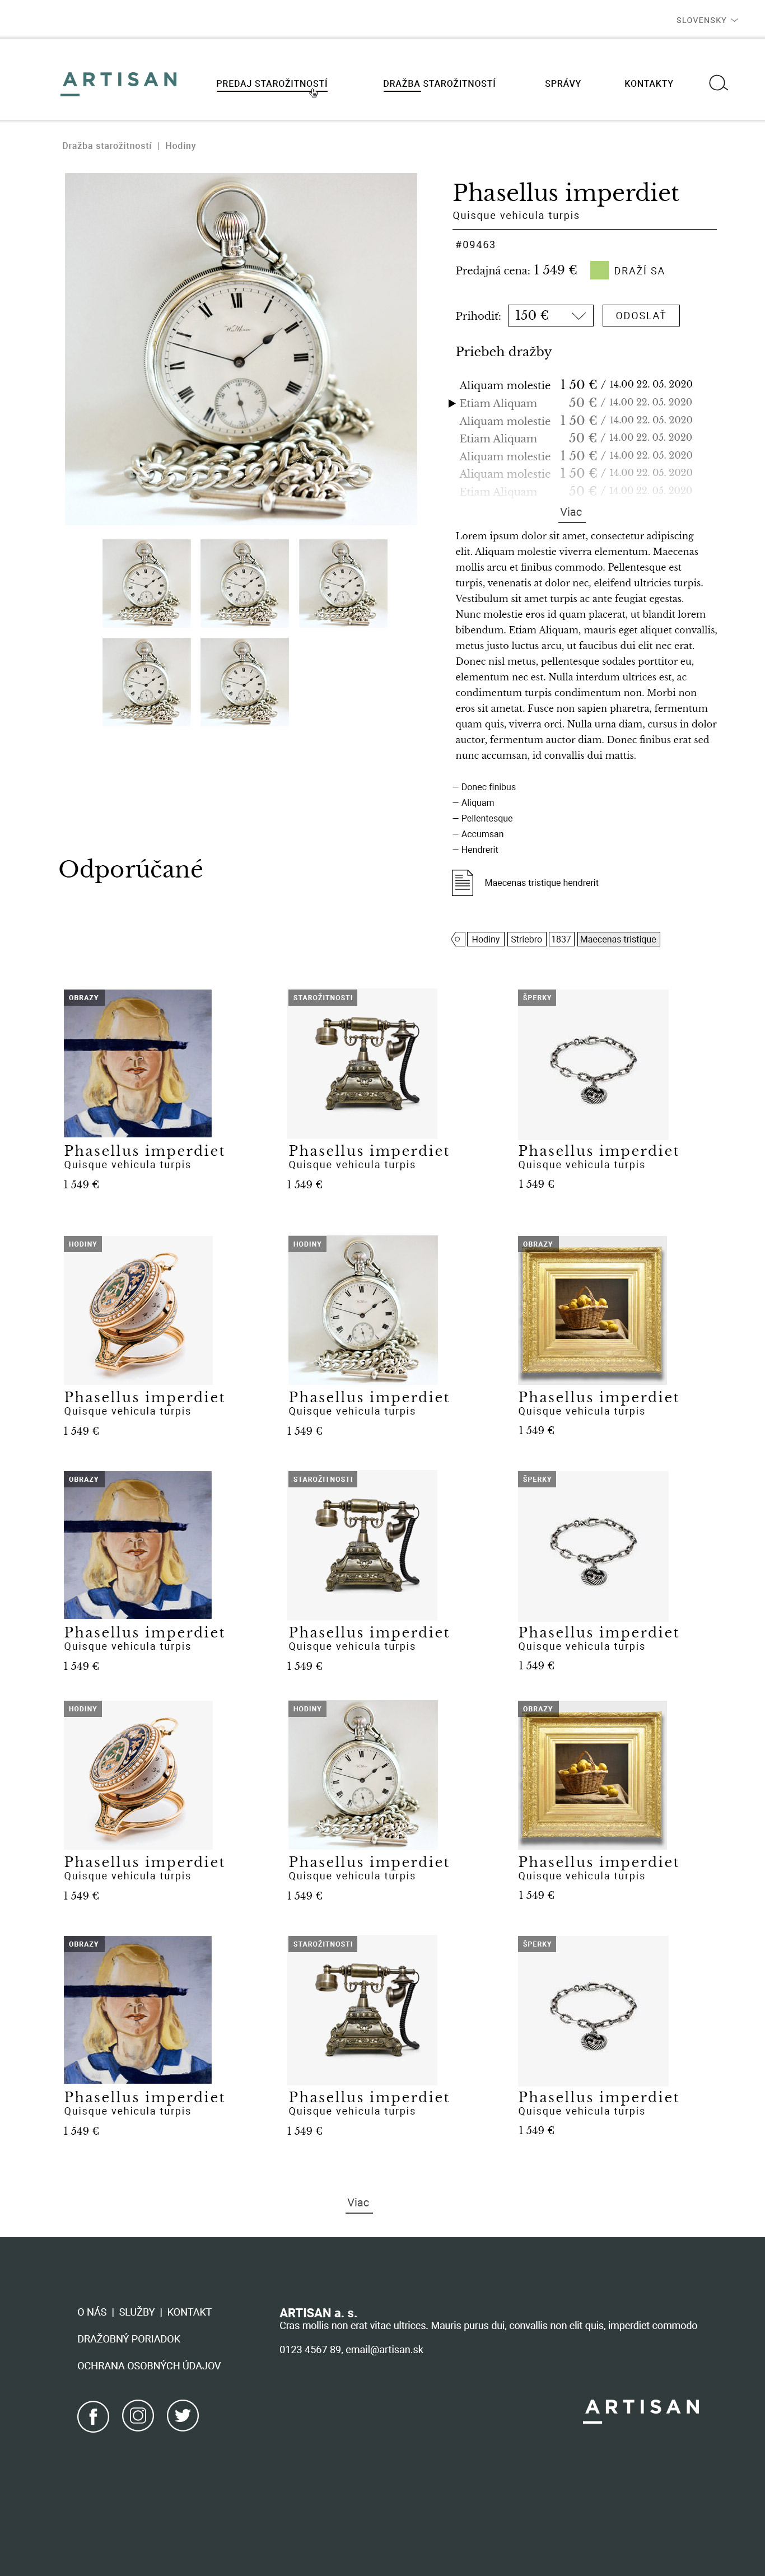 SLOVENSKY
ARTISAN
PREDAJ STAROŽITNOSTÍ
DRAŽBA STAROŽITNOSTÍ
SPRÁVY
KONTAKTY
Dražba starožitností | Hodiny
Phasellus imperdiet
Quisque vehicula turpis
#09463
Predajná cena: 1 549 € DRAŽÍ SA
Prihodiť: 150 € ODOSLAŤ
Priebeh dražby
Aliquam molestie 1 50 € / 14.00 22. 05. 2020
Etiam Aliquam 50 € / 14.00 22. 05. 2020
Aliquam molestie 1 50 € / 14.00 22. 05. 2020
Etiam Aliquam 50 € / 14.00 22. 05. 2020
Aliquam molestie 1 50 € / 14.00 22. 05. 2020
Aliquam molestie 1 50 € / 14.00 22. 05. 2020
Etiam Aliquam 50 € / 14.00 22. 05. 2020
Viac
Lorem ipsum dolor sit amet, consectetur adipiscing
elit. Aliquam molestie viverra elementum. Maecenas
mollis arcu et finibus commodo. Pellentesque est
turpis, venenatis at dolor nec, eleifend ultricies turpis.
Vestibulum sit amet turpis ac ante feugiat egestas.
Nunc molestie eros id quam placerat, ut blandit lorem
bibendum. Etiam Aliquam, mauris eget aliquet convallis,
metus justo luctus arcu, ut faucibus dui elit nec erat.
Donec nisl metus, pellentesque sodales porttitor eu,
elementum nec est. Nulla interdum ultrices est, ac
condimentum turpis condimentum non. Morbi non
eros sit ametat. Fusce non sapien pharetra, fermentum
quam quis, viverra orci. Nulla urna diam, cursus in dolor
auctor, fermentum auctor diam. Donec finibus erat sed
nunc accumsan, id convallis dui mattis.
– Donec finibus
– Aliquam
– Pellentesque
– Accumsan
– Hendrerit
Maecenas tristique hendrerit
Hodiny Striebro 1837 Maecenas tristique
Odporúčané
OBRAZY
Phasellus imperdiet
Quisque vehicula turpis
1 549 €
STAROŽITNOSTI
Phasellus imperdiet
Quisque vehicula turpis
1 549 €
ŠPERKY
Phasellus imperdiet
Quisque vehicula turpis
1 549 €
HODINY
Phasellus imperdiet
Quisque vehicula turpis
1 549 €
HODINY
Phasellus imperdiet
Quisque vehicula turpis
1 549 €
OBRAZY
Phasellus imperdiet
Quisque vehicula turpis
1 549 €
OBRAZY
Phasellus imperdiet
Quisque vehicula turpis
1 549 €
STAROŽITNOSTI
Phasellus imperdiet
Quisque vehicula turpis
1 549 €
ŠPERKY
Phasellus imperdiet
Quisque vehicula turpis
1 549 €
HODINY
Phasellus imperdiet
Quisque vehicula turpis
1 549 €
HODINY
Phasellus imperdiet
Quisque vehicula turpis
1 549 €
OBRAZY
Phasellus imperdiet
Quisque vehicula turpis
1 549 €
OBRAZY
Phasellus imperdiet
Quisque vehicula turpis
1 549 €
STAROŽITNOSTI
Phasellus imperdiet
Quisque vehicula turpis
1 549 €
ŠPERKY
Phasellus imperdiet
Quisque vehicula turpis
1 549 €
Viac
O NÁS | SLUŽBY | KONTAKT
DRAŽOBNÝ PORIADOK
OCHRANA OSOBNÝCH ÚDAJOV
ARTISAN a. s.
Cras mollis non erat vitae ultrices. Mauris purus dui, convallis non elit quis, imperdiet commodo
0123 4567 89, email@artisan.sk
ARTISAN